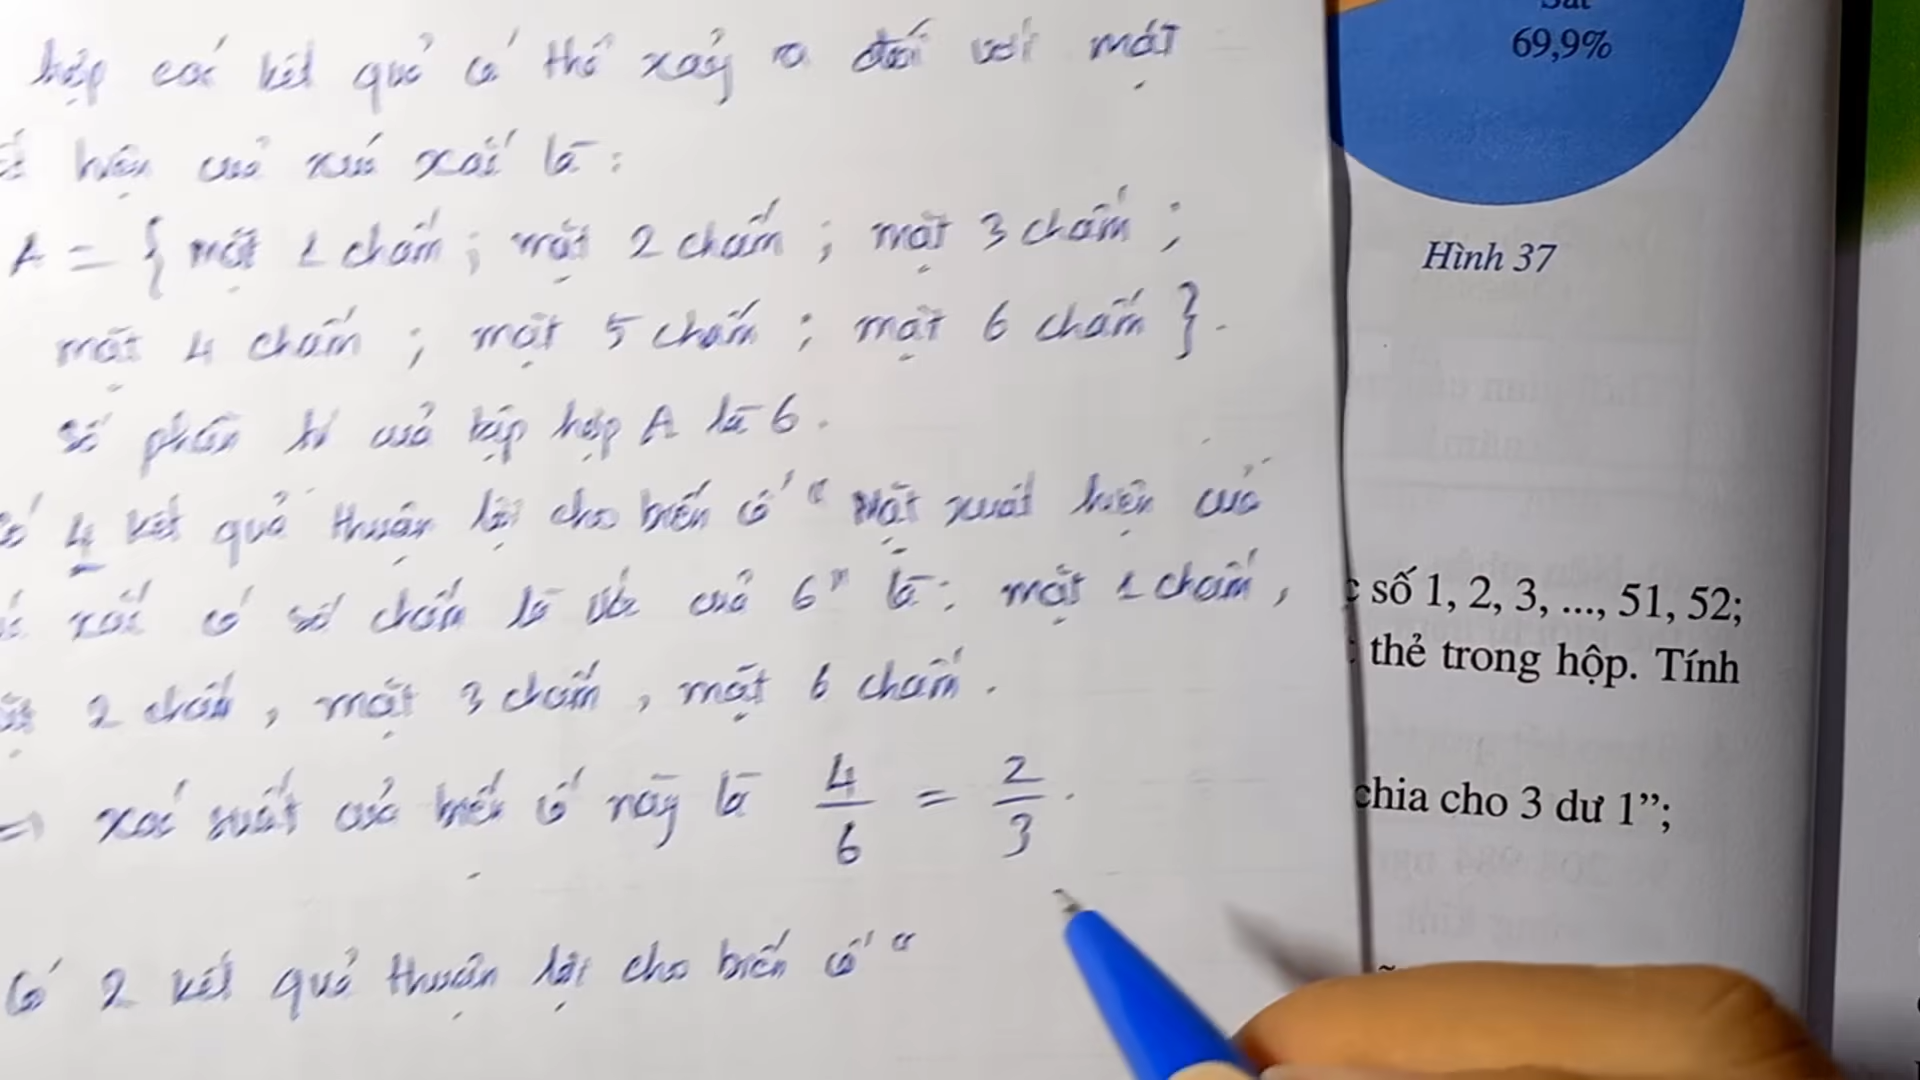 hợp các kết quả có thể xảy ra đối với mặt
hiện của xúc xắc là:
A = { mặt 1 chấm ; mặt 2 chấm ; mặt 3 chấm ;
mặt 4 chấm ; mặt 5 chấm ; mặt 6 chấm }.
Số phần tử của tập hợp A là 6.
Có 4 kết quả thuận lợi cho biến cố " Mặt xuất hiện của
xắc có số chấm là ước của 6" là: mặt 1 chấm,
2 chấm, mặt 3 chấm, mặt 6 chấm.
=> xác suất của biến cố này là 4/6 = 2/3.
Có 2 kết quả thuận lợi cho biến cố "
69,9%
Hình 37
số 1, 2, 3, ..., 51, 52;
thẻ trong hộp. Tính
chia cho 3 dư 1”;